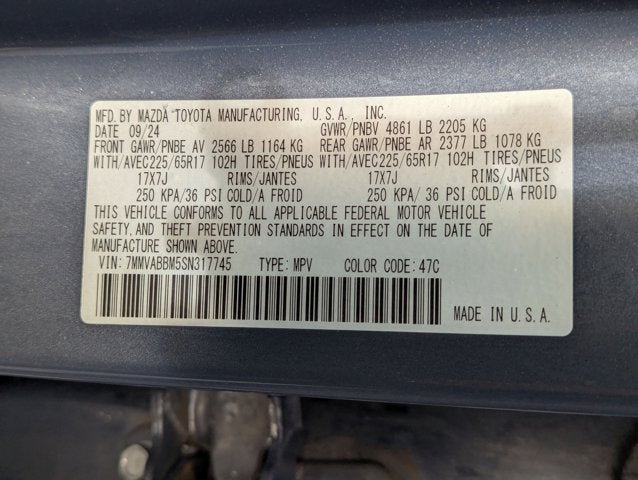 MFD. BY MAZDA TOYOTA MANUFACTURING, U.S.A., INC.
DATE 09/24 GVWR/PNBV 4861 LB 2205 KG
FRONT GAWR/PNBE AV 2566 LB 1164 KG REAR GAWR/PNBE AR 2377 LB 1078 KG
WITH/AVEC225/65R17 102H TIRES/PNEUS WITH/AVEC225/65R17 102H TIRES/PNEUS
17X7J RIMS/JANTES 17X7J RIMS/JANTES
250 KPA/36 PSI COLD/A FROID 250 KPA/ 36 PSI COLD/A FROID
THIS VEHICLE CONFORMS TO ALL APPLICABLE FEDERAL MOTOR VEHICLE
SAFETY, AND THEFT PREVENTION STANDARDS IN EFFECT ON THE DATE OF
MANUFACTURE SHOWN ABOVE.
VIN: 7MMVABBM5SN317745 TYPE: MPV COLOR CODE: 47C
MADE IN U.S.A.